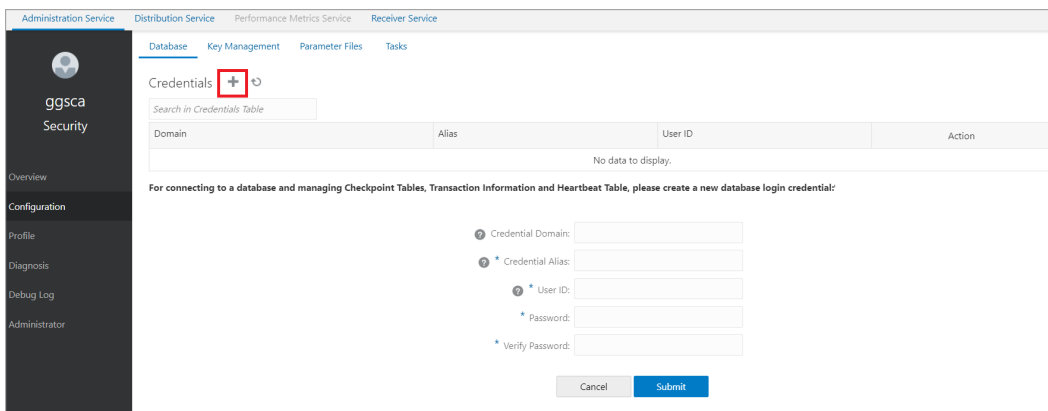 Administration Service Distribution Service Performance Metrics Service Receiver Service
ggsca
Security
Overview
Configuration
Profile
Diagnosis
Debug Log
Administrator
Database Key Management Parameter Files Tasks
Credentials
Search in Credentials Table
Domain Alias User ID Action
No data to display.
For connecting to a database and managing Checkpoint Tables, Transaction Information and Heartbeat Table, please create a new database login credential:
? Credential Domain:
? * Credential Alias:
? * User ID:
* Password:
* Verify Password:
Cancel Submit